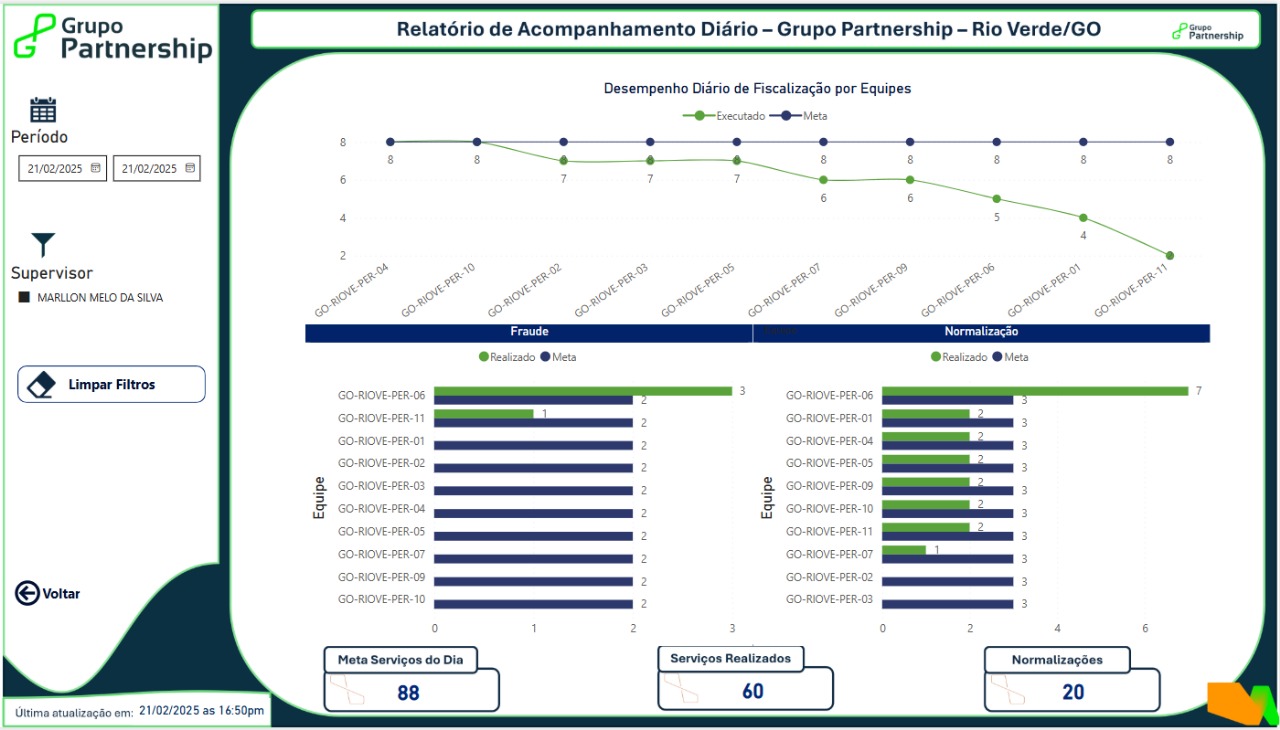 Grupo
Partnership
Relatório de Acompanhamento Diário – Grupo Partnership – Rio Verde/GO
Grupo
Partnership
Período
21/02/2025 21/02/2025
Supervisor
MARLLON MELO DA SILVA
Limpar Filtros
Voltar
Última atualização em: 21/02/2025 as 16:50pm
Desempenho Diário de Fiscalização por Equipes
Executado Meta
8
6
4
2
8 8 8 8 8 8 8 8
7 7 7 6 6 5 4
GO-RIOVE-PER-04
GO-RIOVE-PER-10
GO-RIOVE-PER-02
GO-RIOVE-PER-03
GO-RIOVE-PER-05
GO-RIOVE-PER-07
GO-RIOVE-PER-09
GO-RIOVE-PER-06
GO-RIOVE-PER-01
GO-RIOVE-PER-11
Fraude
Realizado Meta
Equipe
GO-RIOVE-PER-06 3 2
GO-RIOVE-PER-11 1 2
GO-RIOVE-PER-01 2
GO-RIOVE-PER-02 2
GO-RIOVE-PER-03 2
GO-RIOVE-PER-04 2
GO-RIOVE-PER-05 2
GO-RIOVE-PER-07 2
GO-RIOVE-PER-09 2
GO-RIOVE-PER-10 2
0 1 2 3
Normalização
Realizado Meta
Equipe
GO-RIOVE-PER-06 7 3
GO-RIOVE-PER-01 2 3
GO-RIOVE-PER-04 2 3
GO-RIOVE-PER-05 2 3
GO-RIOVE-PER-09 2 3
GO-RIOVE-PER-10 2 3
GO-RIOVE-PER-11 2 3
GO-RIOVE-PER-07 1 3
GO-RIOVE-PER-02 3
GO-RIOVE-PER-03 3
0 2 4 6
Meta Serviços do Dia
88
Serviços Realizados
60
Normalizações
20